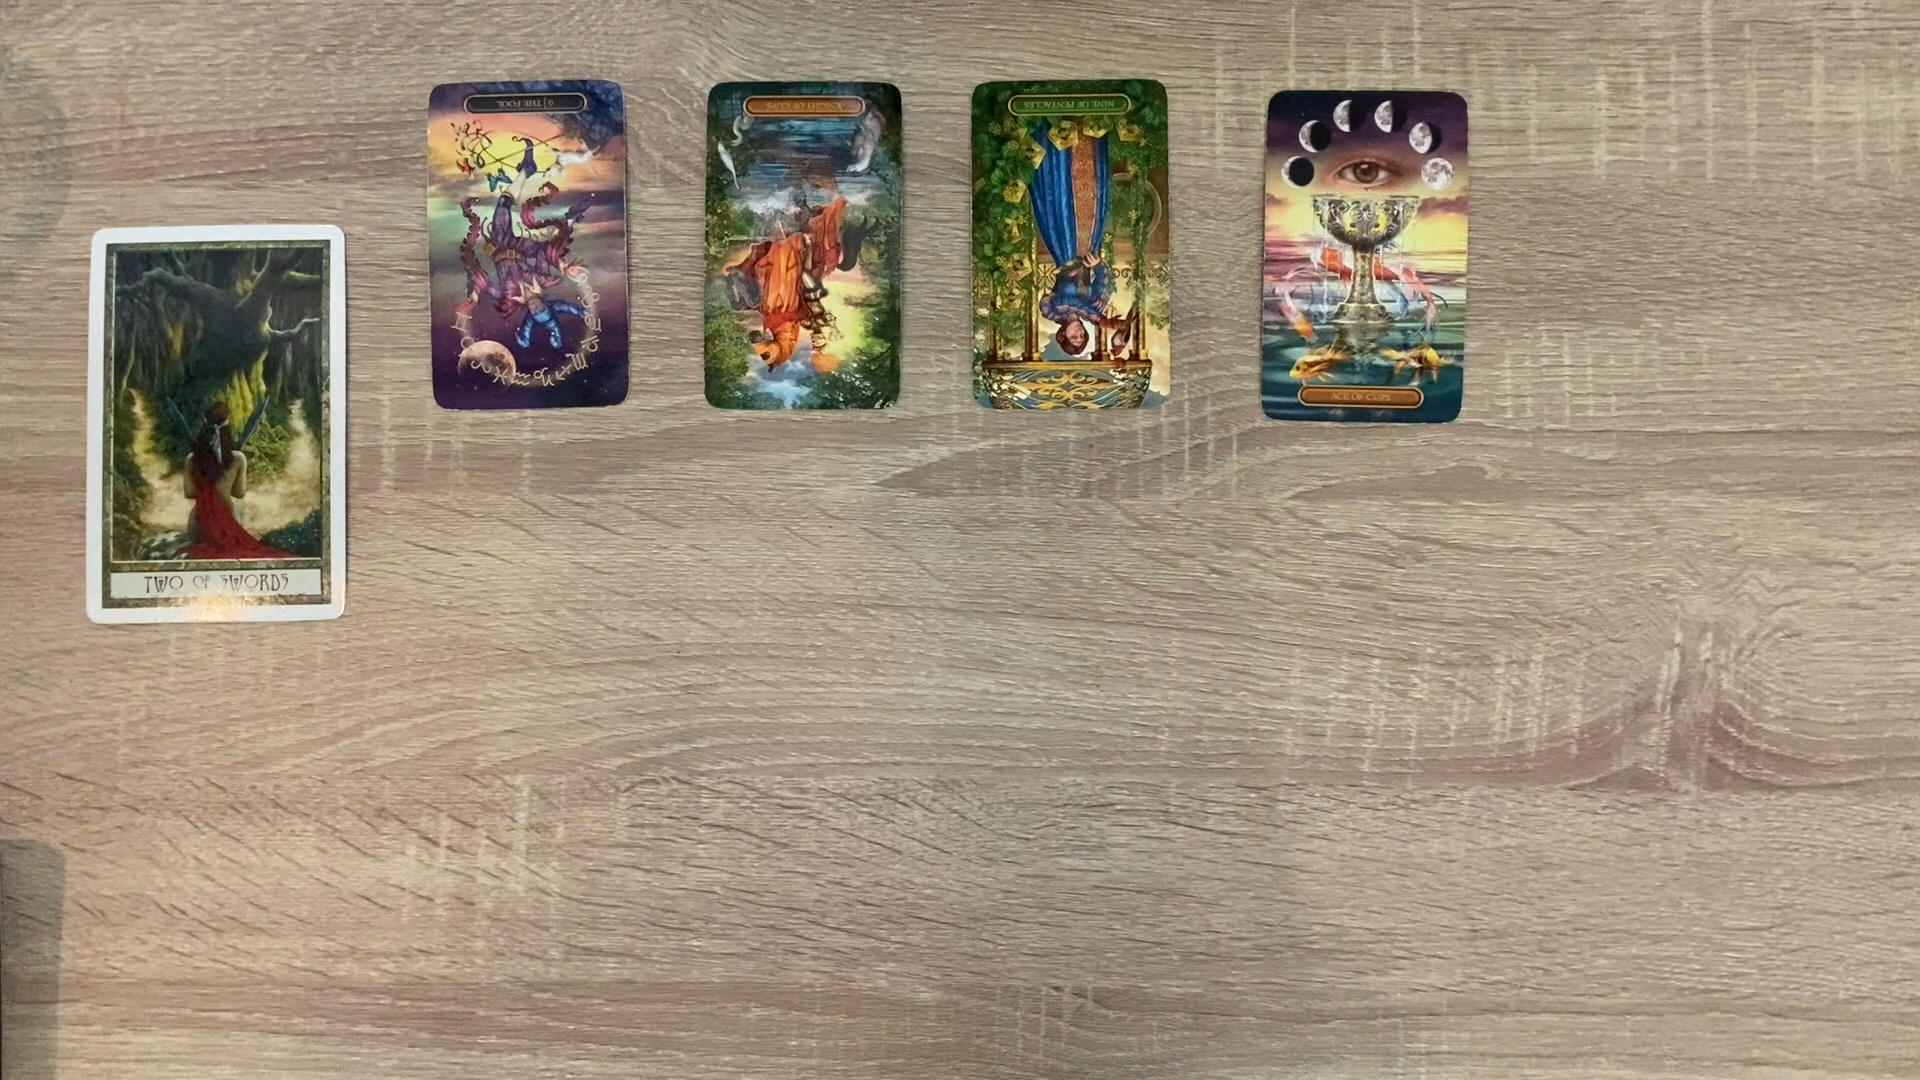 TWO OF SWORDS
0 | THE FOOL
KNIGHT OF CUPS
NINE OF PENTACLES
ACE OF CUPS